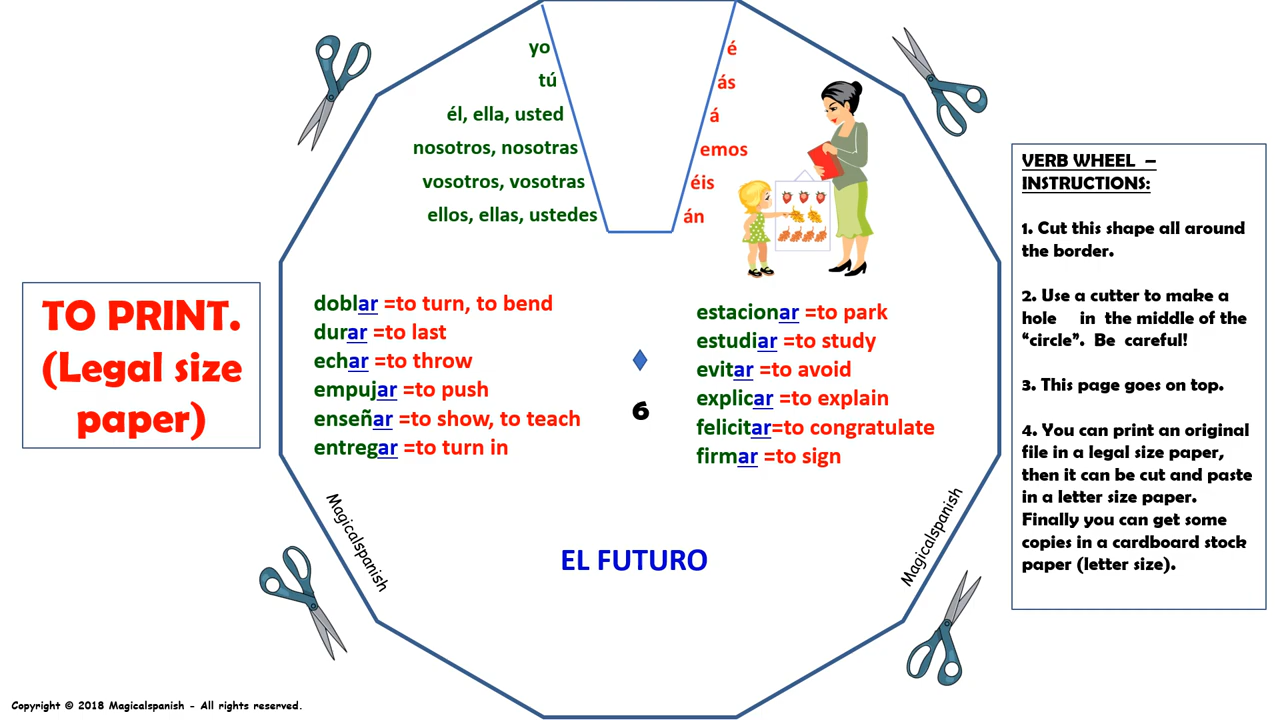 yo é
tú ás
él, ella, usted á
nosotros, nosotras emos
vosotros, vosotras éis
ellos, ellas, ustedes án
TO PRINT.
(Legal size
paper)
doblar =to turn, to bend
durar =to last
echar =to throw
empujar =to push
enseñar =to show, to teach
entregar =to turn in
6
estacionar =to park
estudiar =to study
evitar =to avoid
explicar =to explain
felicitar=to congratulate
firmar =to sign
Magicalspanish
EL FUTURO
Magicalspanish
VERB WHEEL –
INSTRUCTIONS:
1. Cut this shape all around
the border.
2. Use a cutter to make a
hole in the middle of the
“circle”. Be careful!
3. This page goes on top.
4. You can print an original
file in a legal size paper,
then it can be cut and paste
in a letter size paper.
Finally you can get some
copies in a cardboard stock
paper (letter size).
Copyright © 2018 Magicalspanish - All rights reserved.